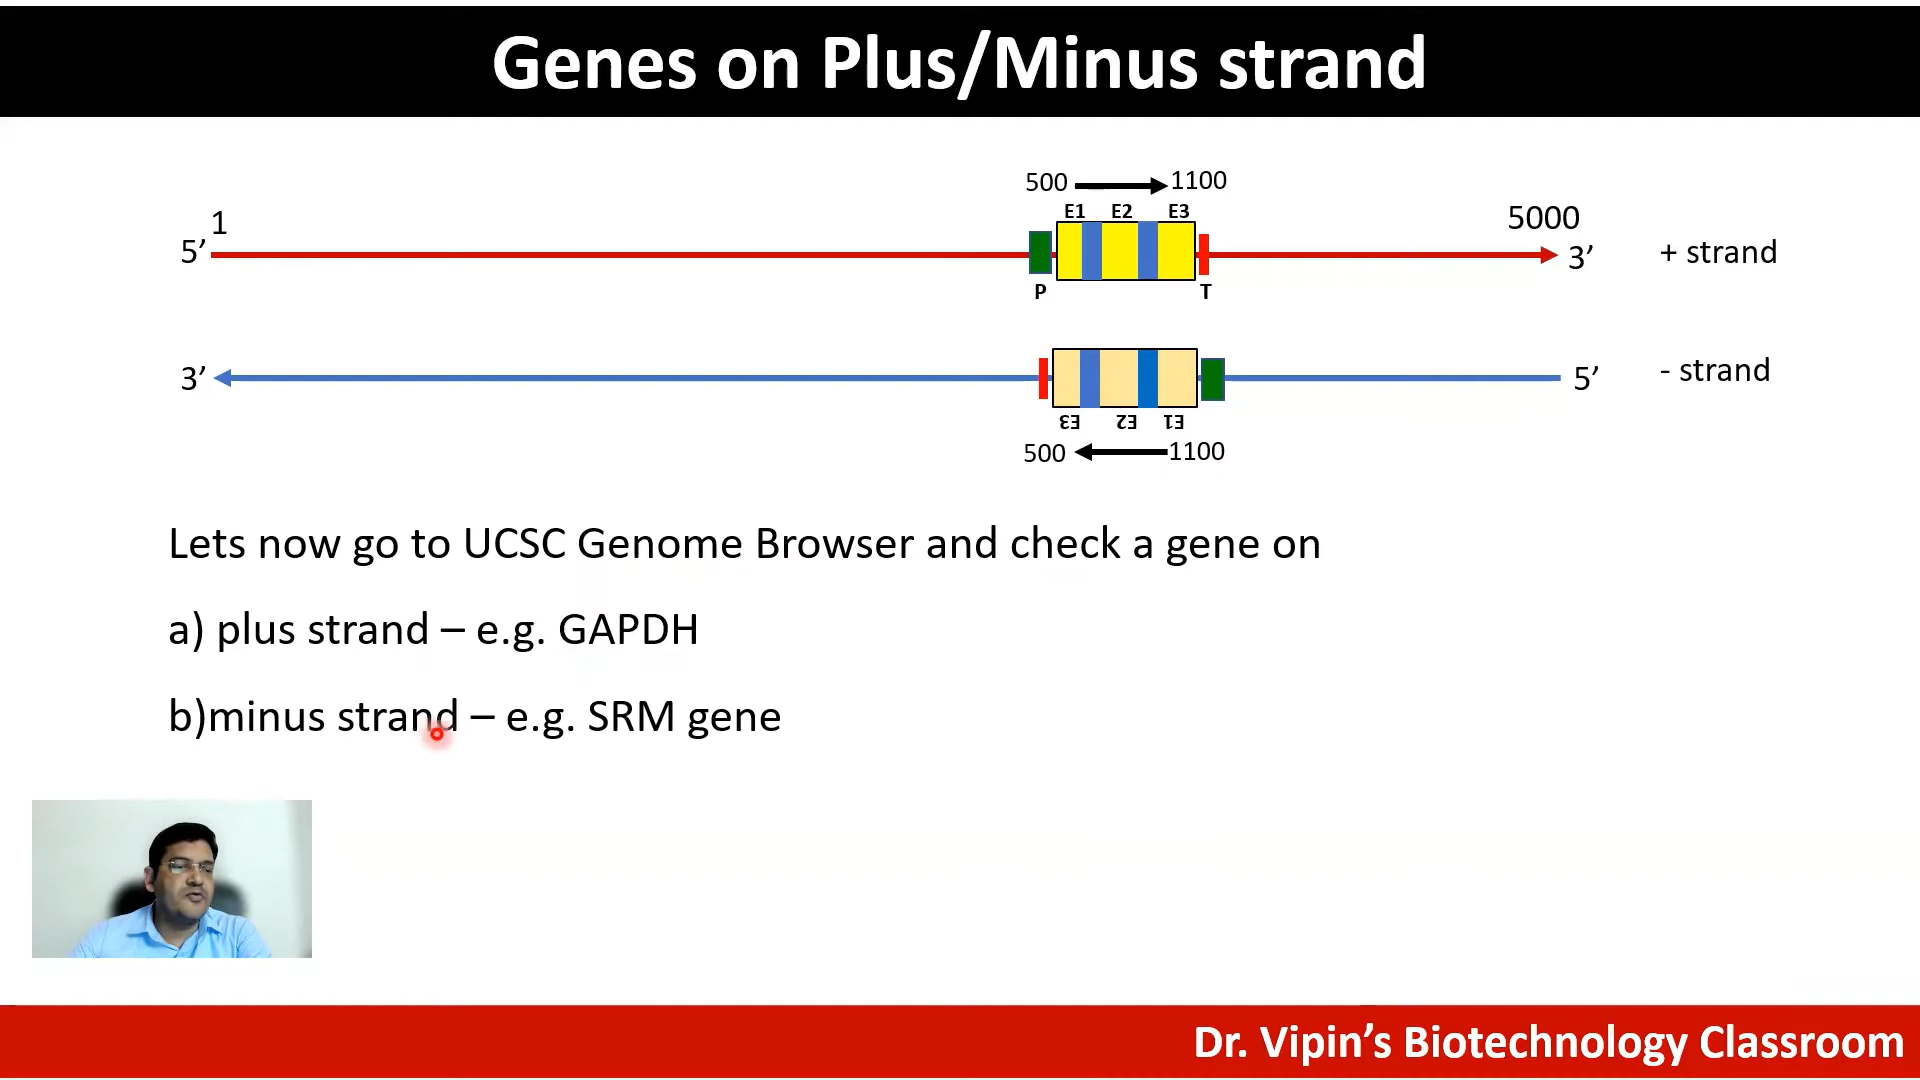 Genes on Plus/Minus strand
500 1100
1 E1 E2 E3 5000
5’ 3’ + strand
P T
3’ 5’ - strand
E3 E2 E1
500 1100
Lets now go to UCSC Genome Browser and check a gene on
a) plus strand – e.g. GAPDH
b)minus strand – e.g. SRM gene
Dr. Vipin’s Biotechnology Classroom